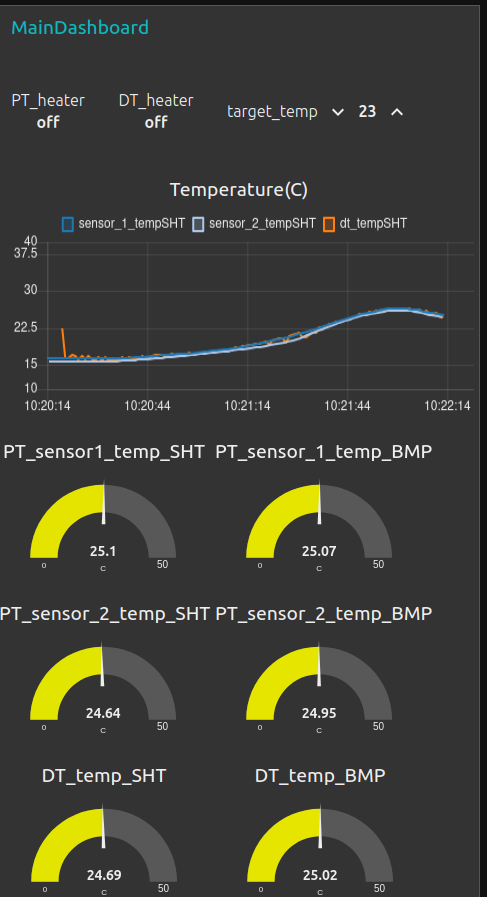 MainDashboard
PT_heater DT_heater
off off
target_temp 23
Temperature(C)
sensor_1_tempSHT sensor_2_tempSHT dt_tempSHT
40
37.5
30
22.5
15
10
10:20:14 10:20:44 10:21:14 10:21:44 10:22:14
PT_sensor1_temp_SHT PT_sensor_1_temp_BMP
25.1 25.07
0 C 50 0 C 50
PT_sensor_2_temp_SHT PT_sensor_2_temp_BMP
24.64 24.95
0 C 50 0 C 50
DT_temp_SHT DT_temp_BMP
24.69 25.02
0 C 50 0 C 50